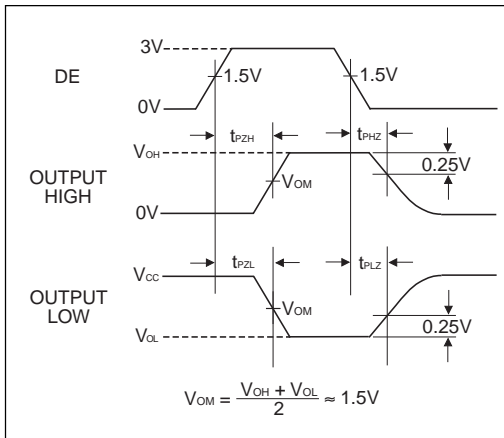 3V
DE
1.5V
1.5V
0V
tPZH
tPHZ
VOH
0.25V
OUTPUT
HIGH
VOM
0V
tPZL
tPLZ
VCC
OUTPUT
LOW
VOM
0.25V
VOL
VOM = VOH + VOL / 2 ≈ 1.5V